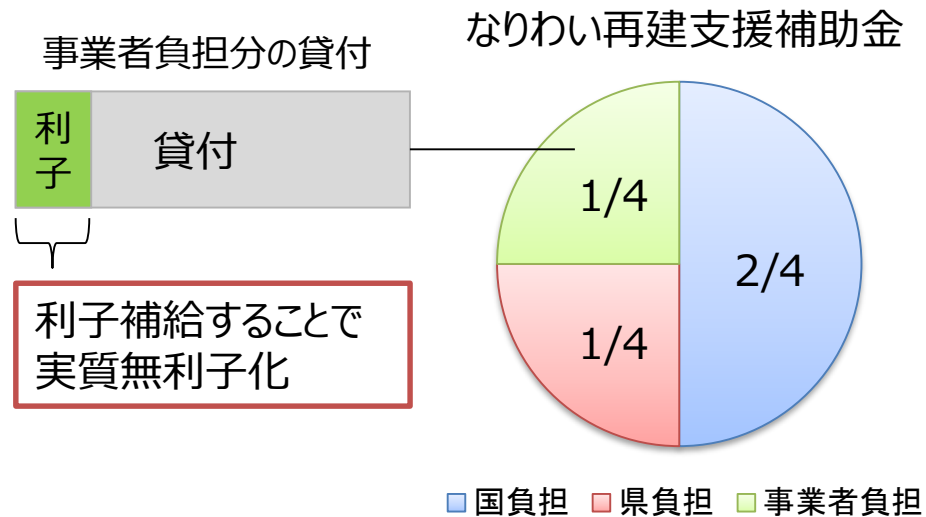 なりわい再建支援補助金
事業者負担分の貸付
利子
貸付
1/4
2/4
1/4
利子補給することで
実質無利子化
国負担 県負担 事業者負担